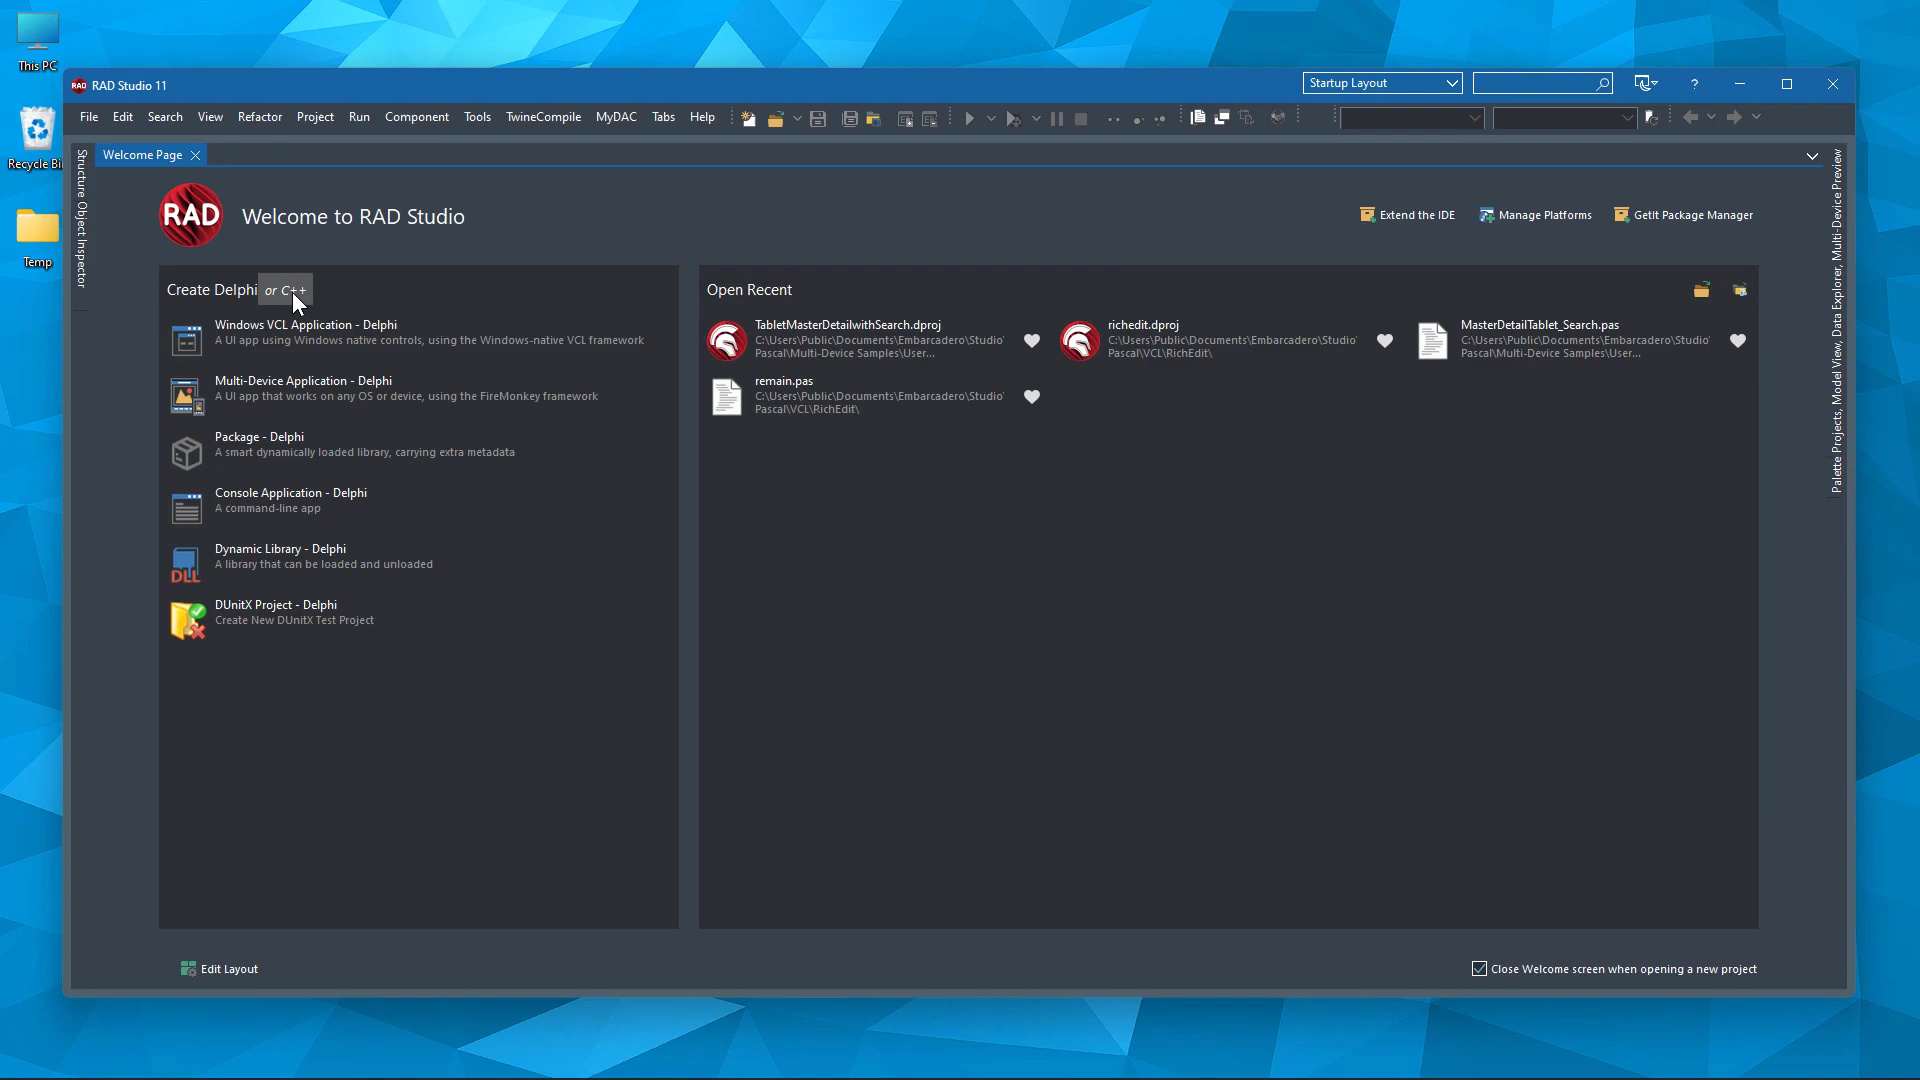 This PC
Recycle Bi
Temp
RAD Studio 11
Startup Layout
?
File Edit Search View Refactor Project Run Component Tools TwineCompile MyDAC Tabs Help
Welcome Page
Structure Object Inspector
RAD
Welcome to RAD Studio
Extend the IDE
Manage Platforms
GetIt Package Manager
Create Delphi or C++
Windows VCL Application - Delphi
A UI app using Windows native controls, using the Windows-native VCL framework
Multi-Device Application - Delphi
A UI app that works on any OS or device, using the FireMonkey framework
Package - Delphi
A smart dynamically loaded library, carrying extra metadata
Console Application - Delphi
A command-line app
DLL
Dynamic Library - Delphi
A library that can be loaded and unloaded
DUnitX Project - Delphi
Create New DUnitX Test Project
Open Recent
TabletMasterDetailwithSearch.dproj
C:\Users\Public\Documents\Embarcadero\Studio'
Pascal\Multi-Device Samples\User...
richedit.dproj
C:\Users\Public\Documents\Embarcadero\Studio'
Pascal\VCL\RichEdit\
MasterDetailTablet_Search.pas
C:\Users\Public\Documents\Embarcadero\Studio'
Pascal\Multi-Device Samples\User...
remain.pas
C:\Users\Public\Documents\Embarcadero\Studio'
Pascal\VCL\RichEdit\
Palette Projects, Model View, Data Explorer, Multi-Device Preview
Edit Layout
Close Welcome screen when opening a new project